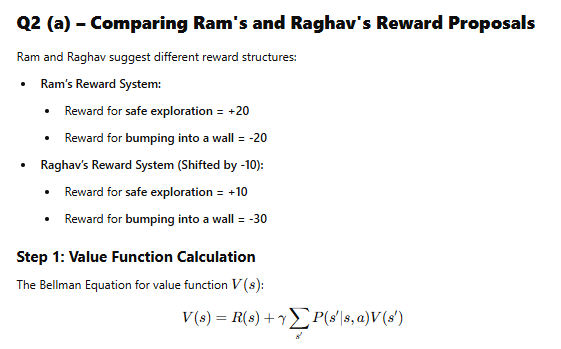 Q2 (a) – Comparing Ram's and Raghav's Reward Proposals
Ram and Raghav suggest different reward structures:
• Ram's Reward System:
• Reward for safe exploration = +20
• Reward for bumping into a wall = -20
• Raghav's Reward System (Shifted by -10):
• Reward for safe exploration = +10
• Reward for bumping into a wall = -30
Step 1: Value Function Calculation
The Bellman Equation for value function V(s):
V(s) = R(s) + γ ∑ P(s'|s, a)V(s')
s'